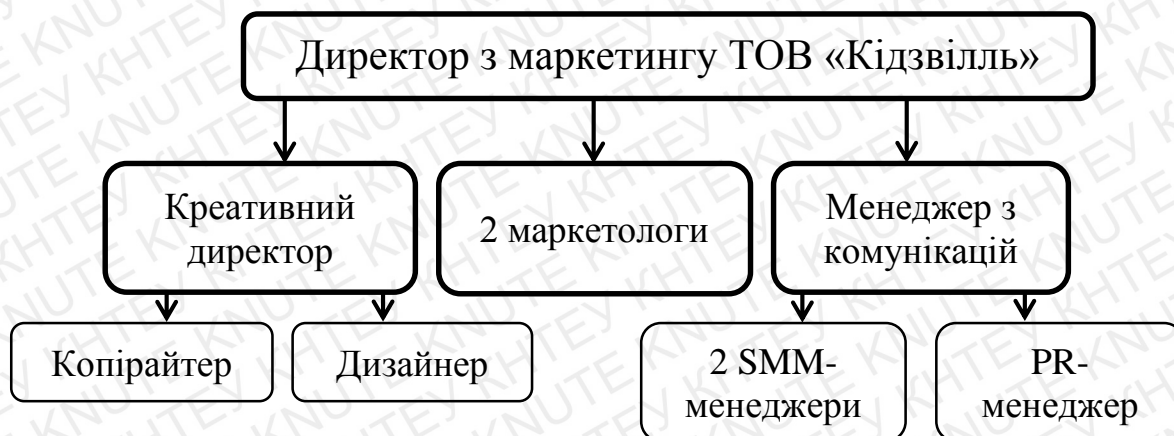 Директор з маркетингу ТОВ «Кідзвілль»
Креативний
директор
2 маркетологи
Менеджер з
комунікацій
Копірайтер
Дизайнер
2 SMM-
менеджери
PR-
менеджер